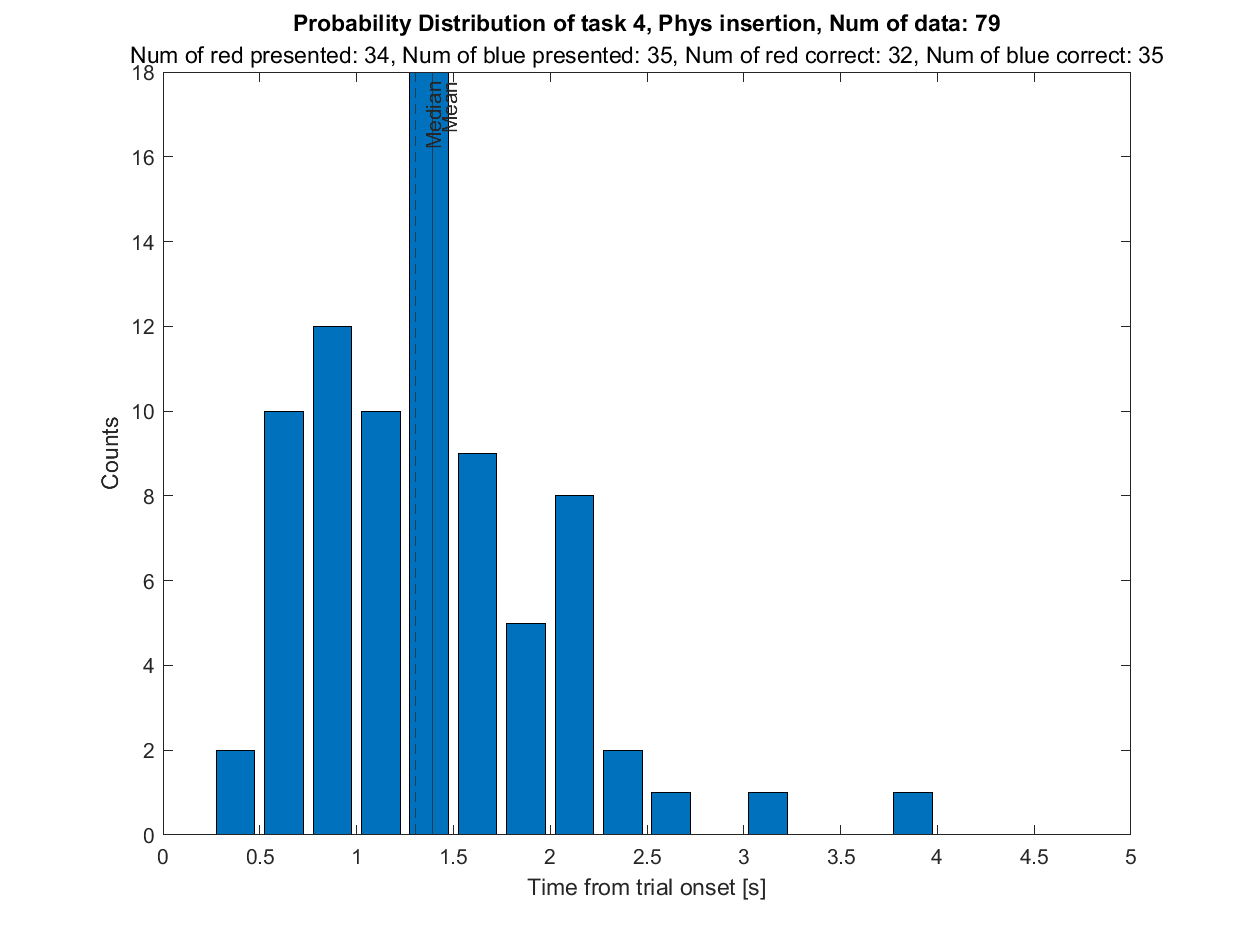 Probability Distribution of task 4, Phys insertion, Num of data: 79
Num of red presented: 34, Num of blue presented: 35, Num of red correct: 32, Num of blue correct: 35
18
16
14
12
10
8
6
4
2
0
Counts
Median
Mean
0 0.5 1 1.5 2 2.5 3 3.5 4 4.5 5
Time from trial onset [s]